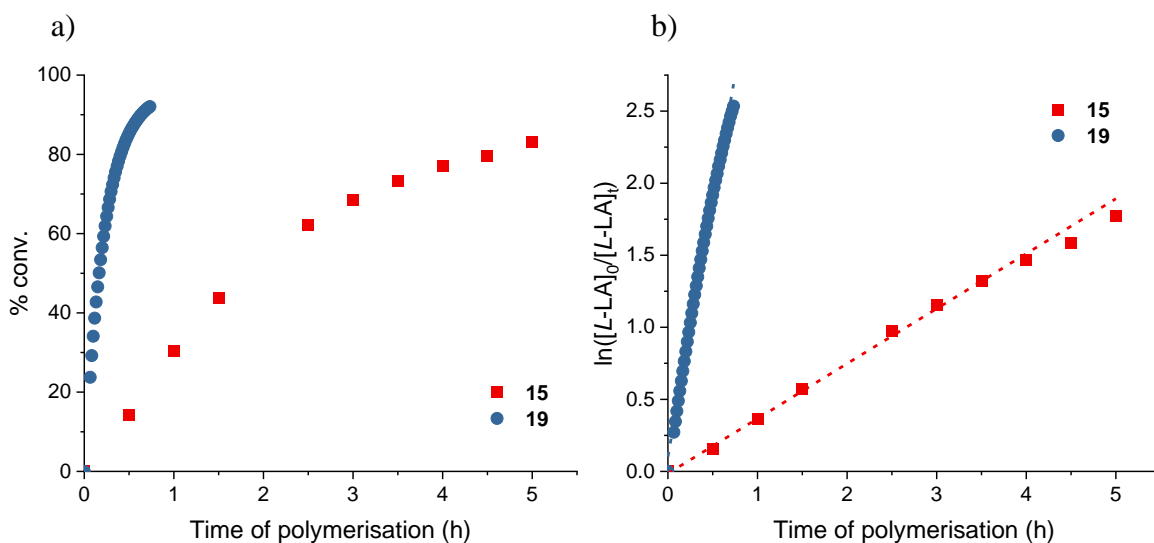 a)
100
80
60
40
20
0
% conv.
0 1 2 3 4 5
Time of polymerisation (h)
15
19
b)
2.5
2.0
1.5
1.0
0.5
0.0
ln([L-LA]0/[L-LA]t)
0 1 2 3 4 5
Time of polymerisation (h)
15
19